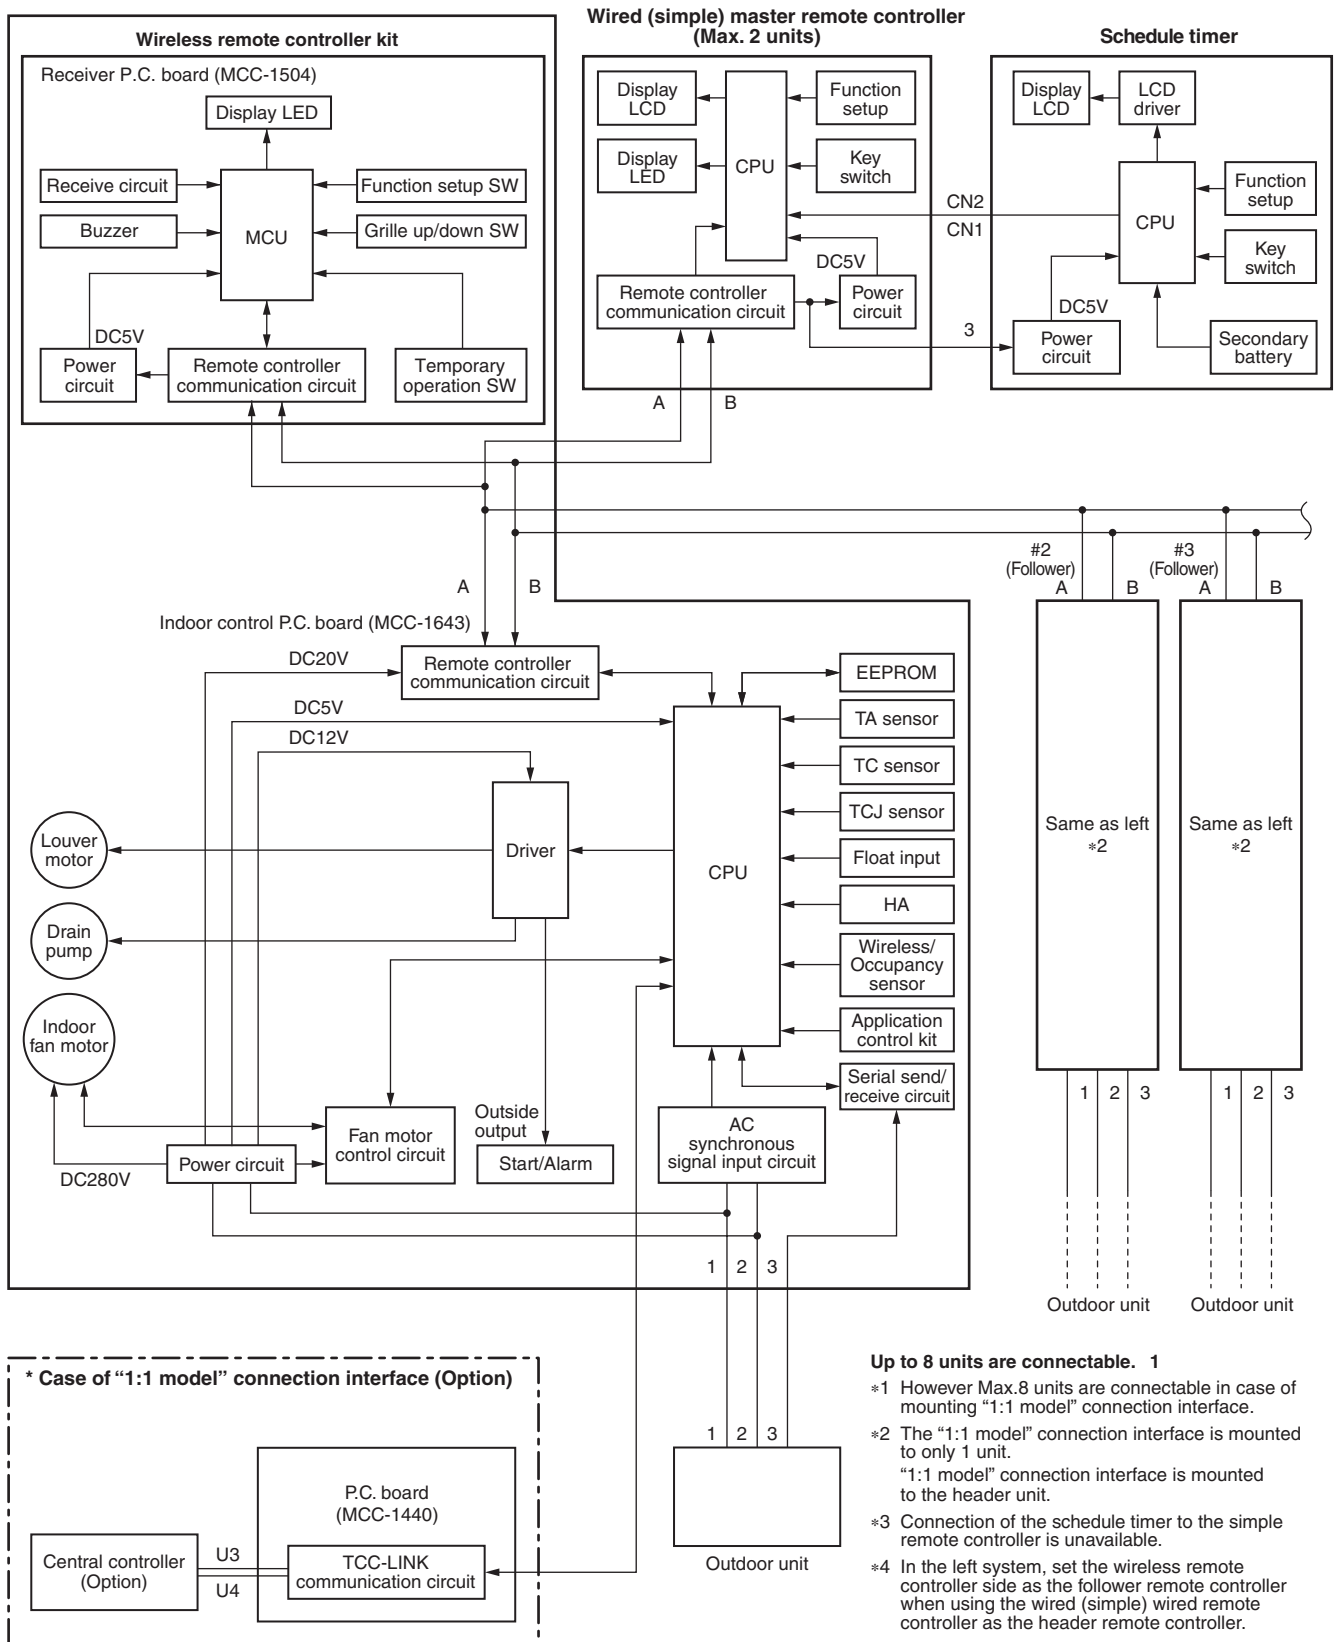 Wireless remote controller kit
Receiver P.C. board (MCC-1504)
Display LED
Receive circuit
Function setup SW
Buzzer
MCU
Grille up/down SW
DC5V
Power
circuit
Remote controller
communication circuit
Temporary
operation SW
Wired (simple) master remote controller
(Max. 2 units)
Display
LCD
Function
setup
Display
LED
CPU
Key
switch
DC5V
Remote controller
communication circuit
Power
circuit
A
B
CN2
CN1
3
Schedule timer
Display
LCD
LCD
driver
CPU
Function
setup
Key
switch
DC5V
Power
circuit
Secondary
battery
A
B
#2
(Follower)
A
B
#3
(Follower)
A
B
Indoor control P.C. board (MCC-1643)
DC20V
Remote controller
communication circuit
DC5V
DC12V
EEPROM
TA sensor
TC sensor
TCJ sensor
Float input
HA
Wireless/
Occupancy
sensor
Application
control kit
Serial send/
receive circuit
Louver
motor
Driver
CPU
Drain
pump
Indoor
fan motor
Fan motor
control circuit
Outside
output
Start/Alarm
AC
synchronous
signal input circuit
Power circuit
DC280V
1 2 3
Same as left
*2
Same as left
*2
1 2 3
1 2 3
Outdoor unit
Outdoor unit
* Case of “1:1 model” connection interface (Option)
P.C. board
(MCC-1440)
Central controller
(Option)
U3
U4
TCC-LINK
communication circuit
1 2 3
Outdoor unit
Up to 8 units are connectable. 1
*1 However Max.8 units are connectable in case of
mounting “1:1 model” connection interface.
*2 The “1:1 model” connection interface is mounted
to only 1 unit.
“1:1 model” connection interface is mounted
to the header unit.
*3 Connection of the schedule timer to the simple
remote controller is unavailable.
*4 In the left system, set the wireless remote
controller side as the follower remote controller
when using the wired (simple) wired remote
controller as the header remote controller.